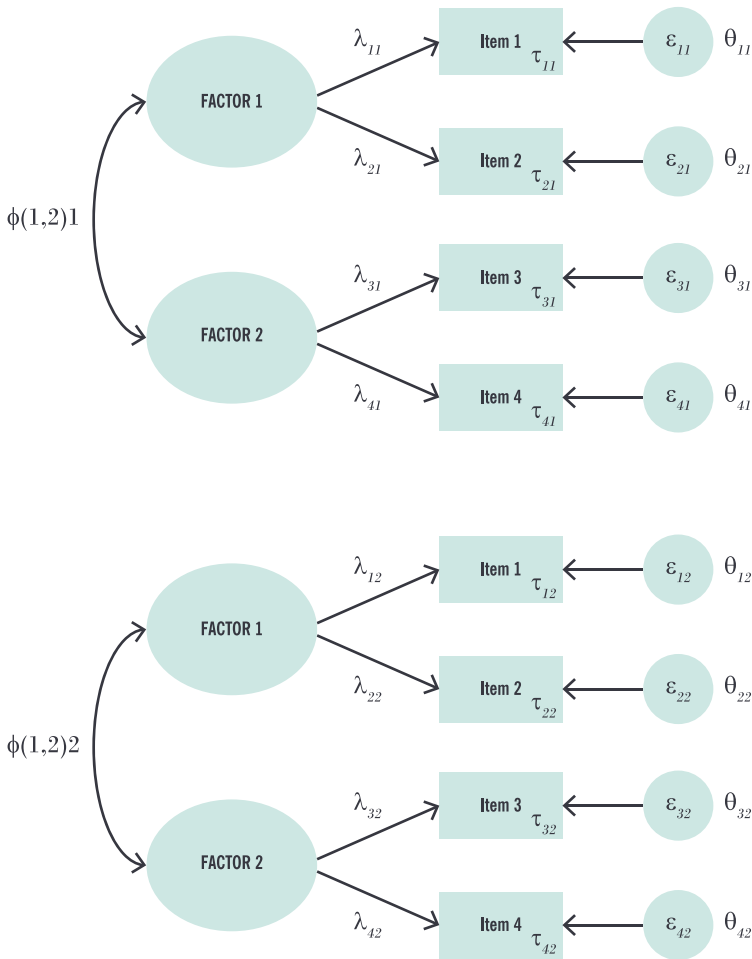 λ11 Item 1 τ11 ε11 θ11
FACTOR 1
λ21 Item 2 τ21 ε21 θ21
ϕ(1,2)1
λ31 Item 3 τ31 ε31 θ31
FACTOR 2
λ41 Item 4 τ41 ε41 θ41
λ12 Item 1 τ12 ε12 θ12
FACTOR 1
λ22 Item 2 τ22 ε22 θ22
ϕ(1,2)2
λ32 Item 3 τ32 ε32 θ32
FACTOR 2
λ42 Item 4 τ42 ε42 θ42